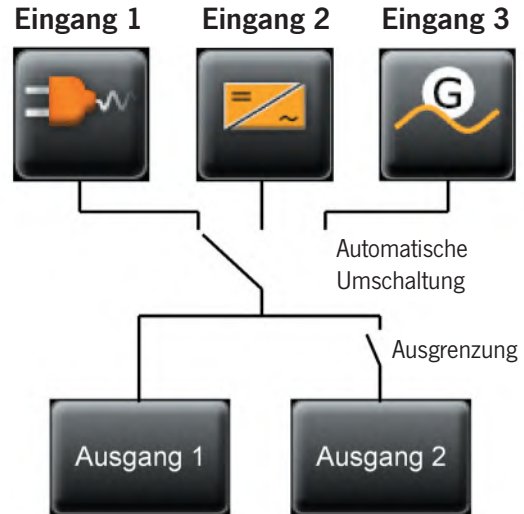 Eingang 1 Eingang 2 Eingang 3
G
Automatische
Umschaltung
Ausgrenzung
Ausgang 1 Ausgang 2